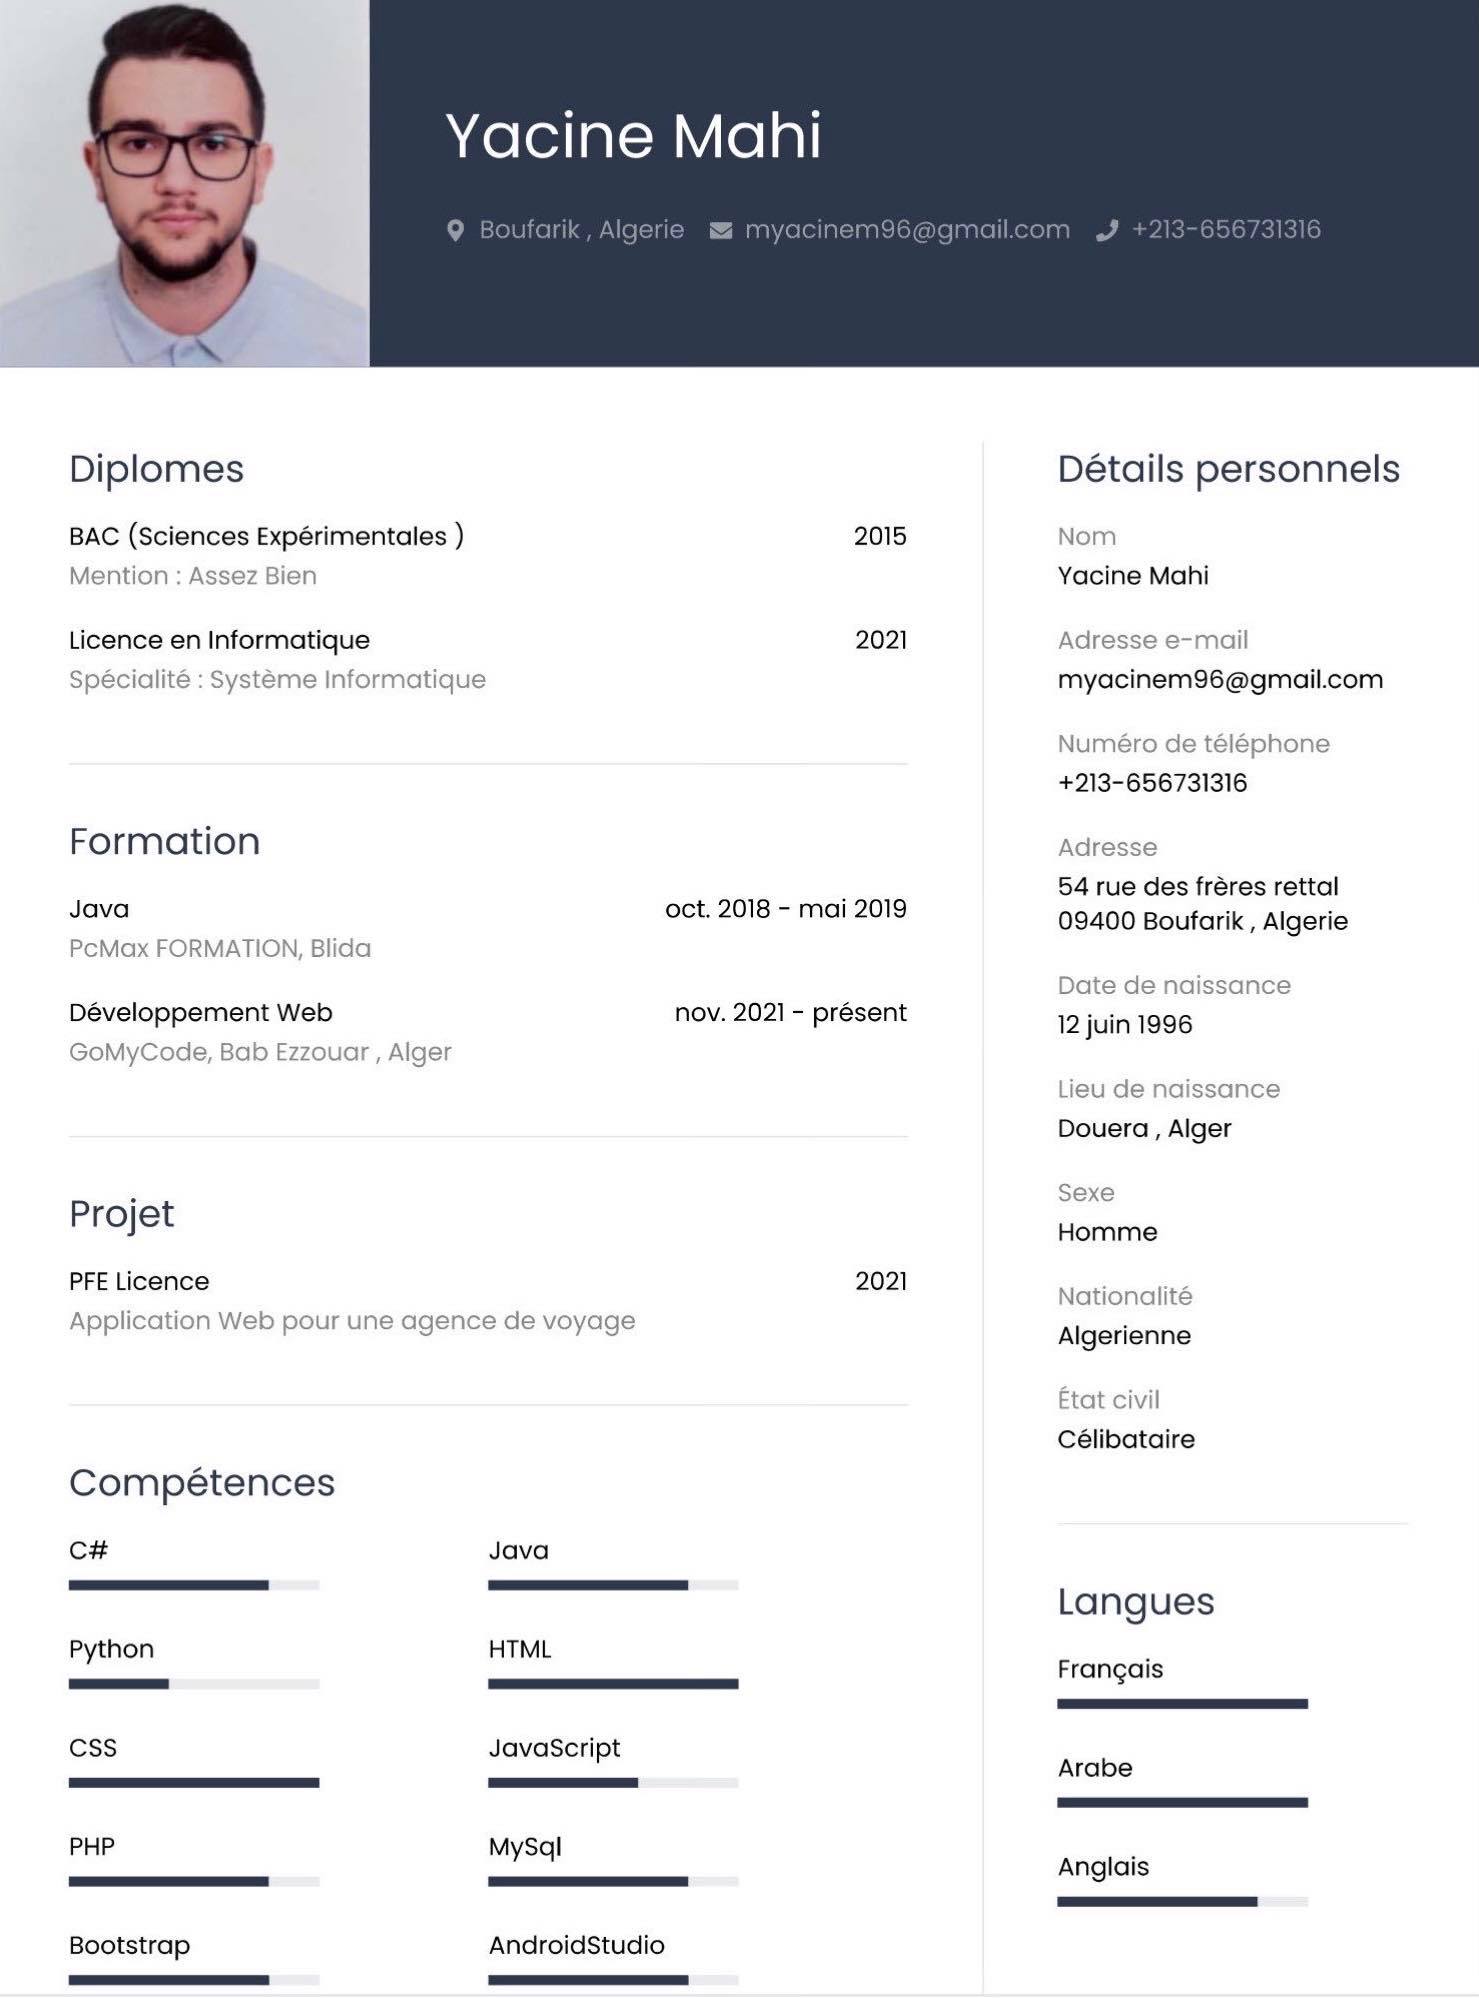 Yacine Mahi
Boufarik , Algerie myacinem96@gmail.com +213-656731316
Diplomes
BAC (Sciences Expérimentales ) 2015
Mention : Assez Bien
Licence en Informatique 2021
Spécialité : Système Informatique
Formation
Java oct. 2018 - mai 2019
PcMax FORMATION, Blida
Développement Web nov. 2021 - présent
GoMyCode, Bab Ezzouar , Alger
Projet
PFE Licence 2021
Application Web pour une agence de voyage
Compétences
C# Java
Python HTML
CSS JavaScript
PHP MySql
Bootstrap AndroidStudio
Détails personnels
Nom
Yacine Mahi
Adresse e-mail
myacinem96@gmail.com
Numéro de téléphone
+213-656731316
Adresse
54 rue des frères rettal
09400 Boufarik , Algerie
Date de naissance
12 juin 1996
Lieu de naissance
Douera , Alger
Sexe
Homme
Nationalité
Algerienne
État civil
Célibataire
Langues
Français
Arabe
Anglais